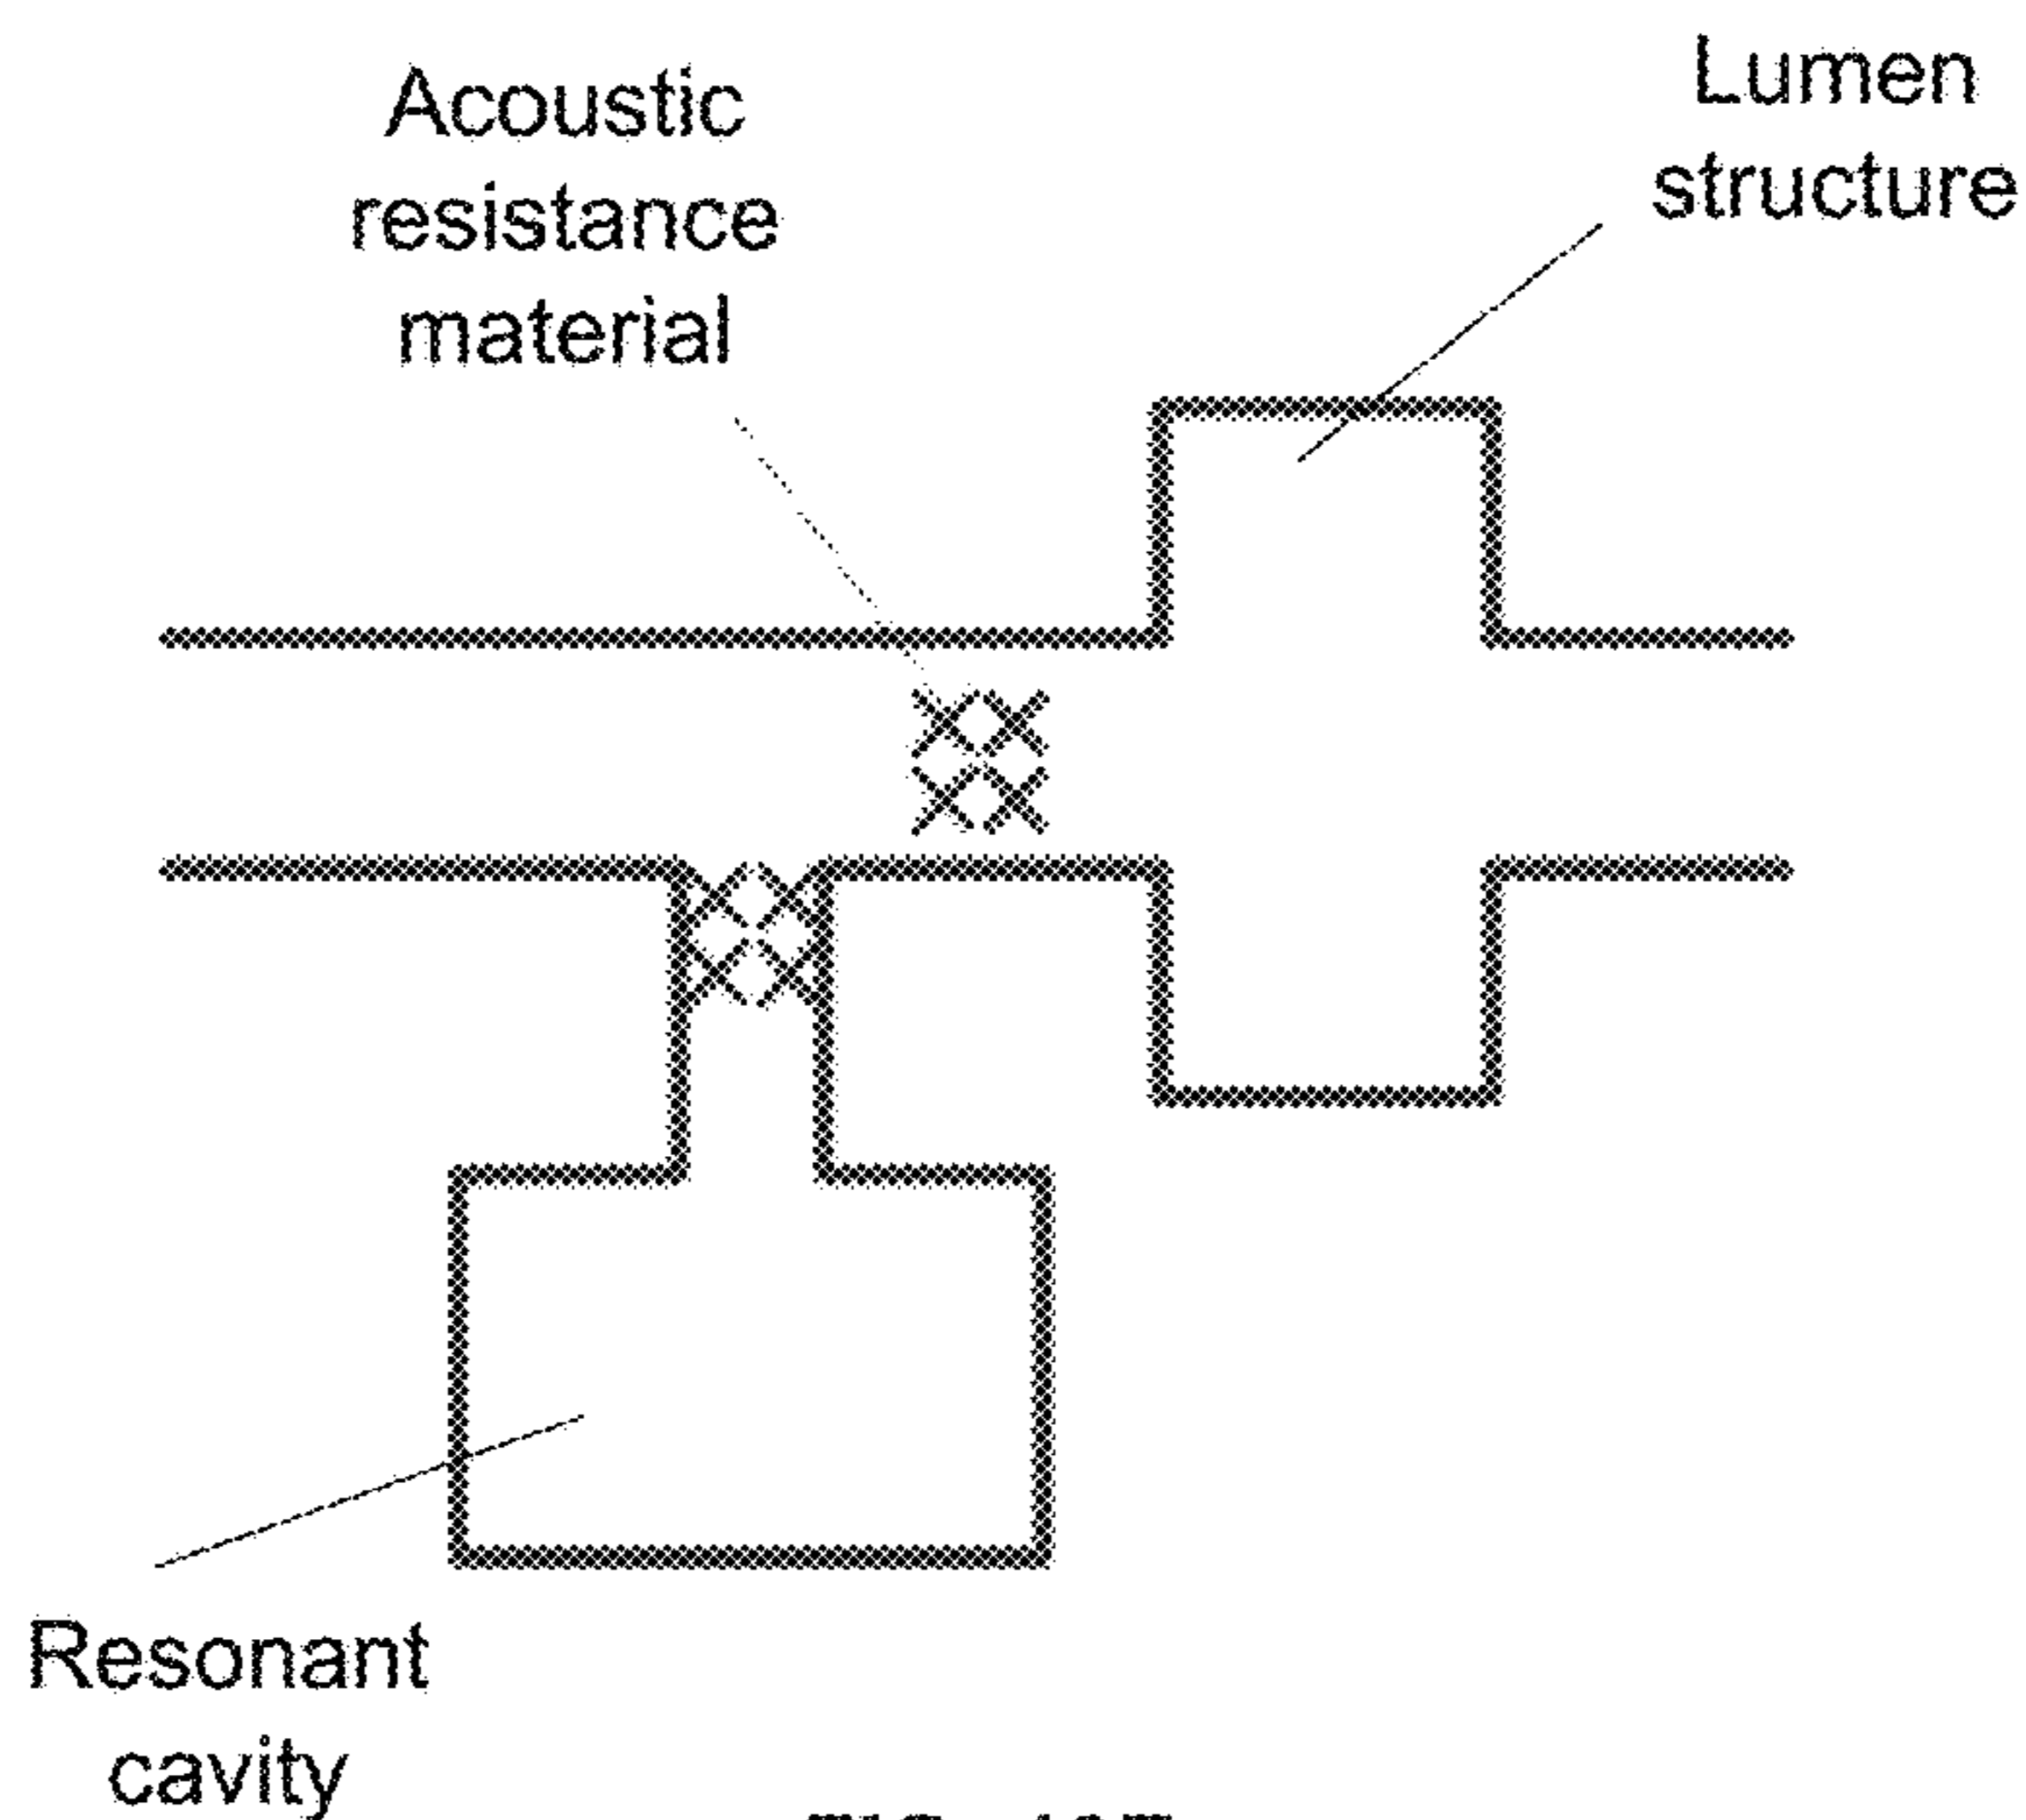 Acoustic
resistance
material
Lumen
structure
Resonant
cavity